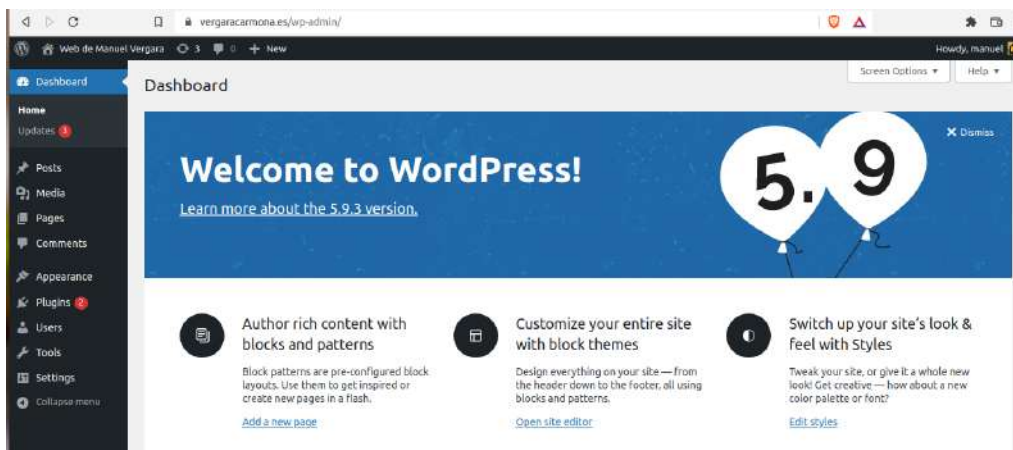 vergaracarmona.es/wp-admin/
Web de Manuel Vergara 3 0 + New
Howdy, manuel
Screen Options ▼ Help ▼
Dashboard
Home
Updates 3
Posts
Media
Pages
Comments
Appearance
Plugins 2
Users
Tools
Settings
Collapse menu
Dashboard
Welcome to WordPress!
Learn more about the 5.9.3 version.
5.9
Dismiss
Author rich content with
blocks and patterns
Block patterns are pre-configured block
layouts. Use them to get inspired or
create new pages in a flash.
Add a new page
Customize your entire site
with block themes
Design everything on your site — from
the header down to the footer, all using
blocks and patterns.
Open site editor
Switch up your site's look &
feel with Styles
Tweak your site, or give it a whole new
look! Get creative — how about a new
color palette or font?
Edit styles